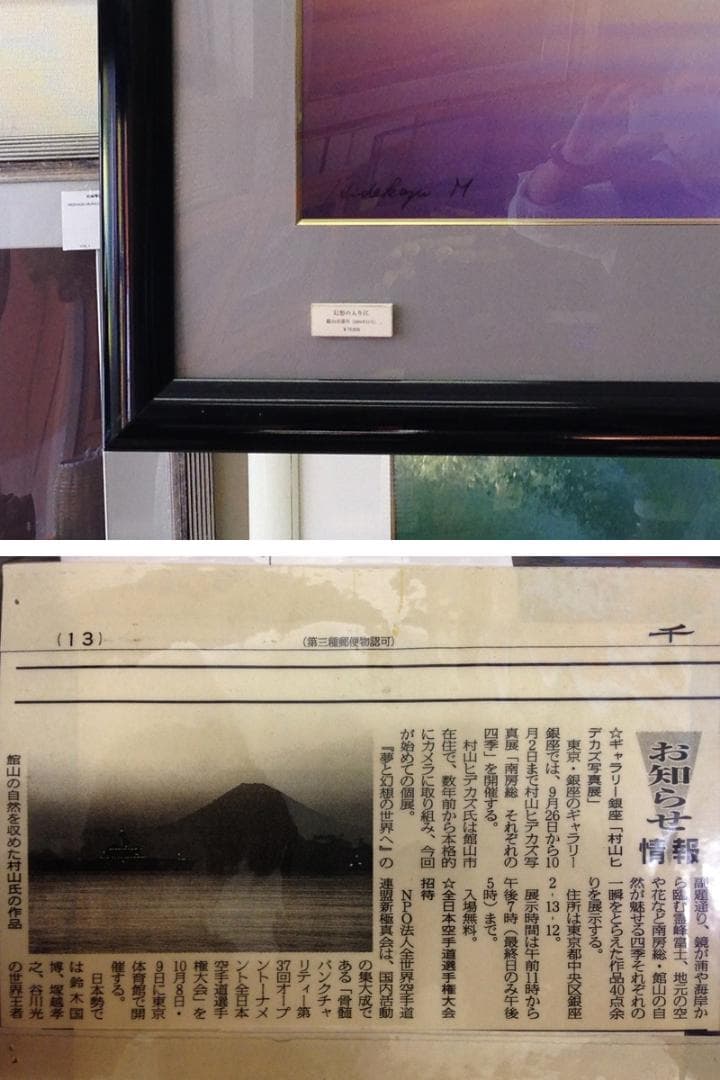 Hidekazu M
幻想の入り江
(13)
(第三種郵便物認可)
千
お知らせ
情報
☆ギャラリー銀座「村山ヒ
デカズ写真展」
東京・銀座のギャラリー
銀座では、9月26日から10
月2日まで村山ヒデカズ写
真展「南房総 それぞれの
四季」を開催する。
村山ヒデカズ氏は館山市
在住で、数年前から本格的
にカメラに取り組み、今回
が始めての個展。
『夢と幻想の世界へ』の
副題通り、鏡が浦や海岸か
ら臨む霊峰富士、地元の空
や花など南房総・館山の自
然が魅せる四季それぞれの
一瞬をとらえた作品40点余
りを展示する。
住所は東京都中央区銀座
2・13・12。
展示時間は午前11時から
午後7時(最終日のみ午後
5時)まで。
入場無料。
☆全日本空手道選手権大会
招待
NPO法人全世界空手道
連盟新極真会は、国内活動
の集大成で
ある「骨髄
バンクチャ
リティー第
37回オープ
ントーナメ
ント全日本
空手道選手
権大会」を
10月8日・
9日に東京
体育館で開
催する。
日本勢で
は鈴木国
博、塚越孝
之、谷川光
の世界王者
館山の自然を収めた村山氏の作品